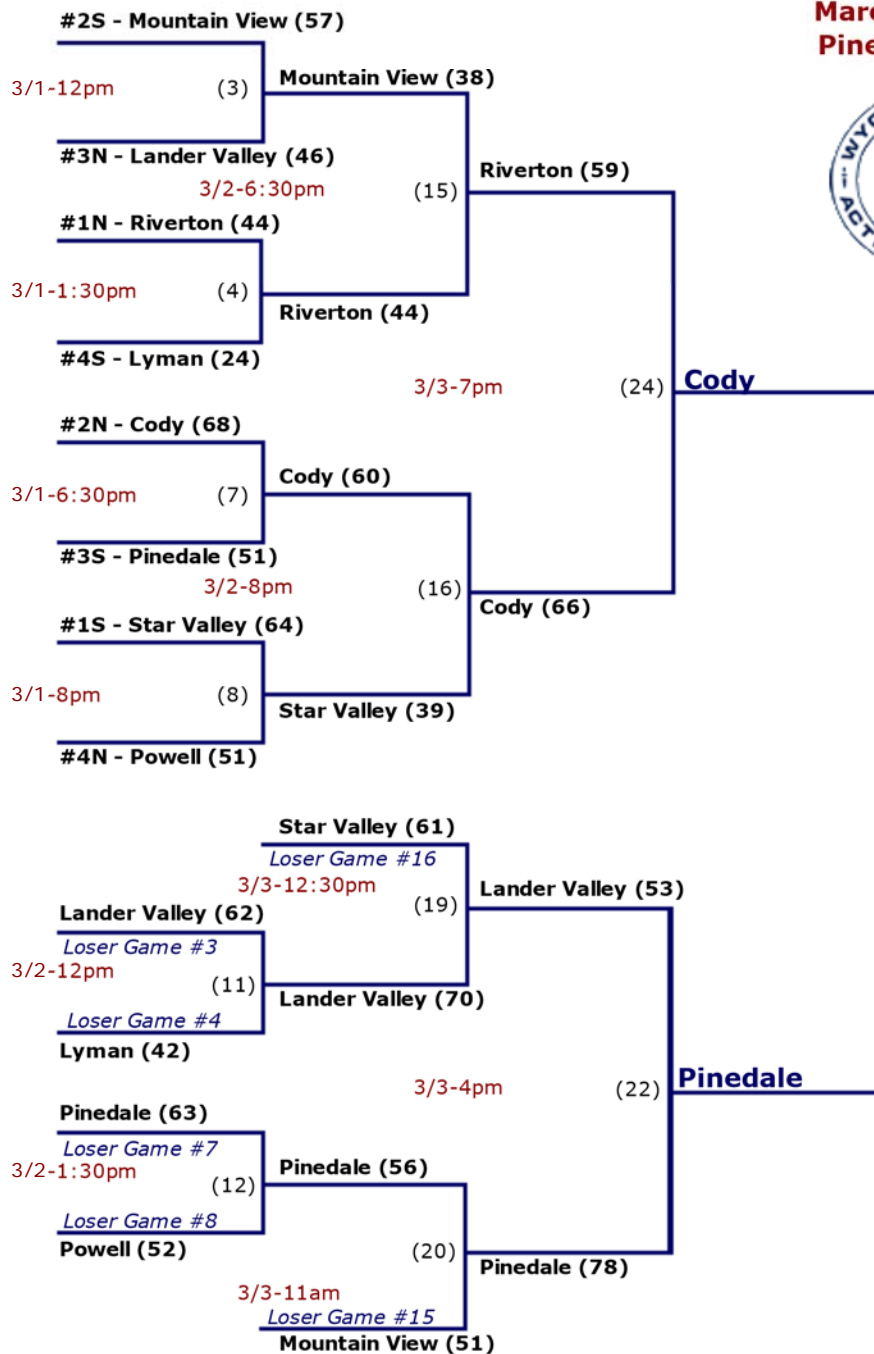 #2S - Mountain View (57)
3/1-12pm
(3)
Mountain View (38)
#3N - Lander Valley (46)
3/2-6:30pm
(15)
Riverton (59)
#1N - Riverton (44)
3/1-1:30pm
(4)
Riverton (44)
#4S - Lyman (24)
3/3-7pm
(24)
Cody
#2N - Cody (68)
3/1-6:30pm
(7)
Cody (60)
#3S - Pinedale (51)
3/2-8pm
(16)
Cody (66)
#1S - Star Valley (64)
3/1-8pm
(8)
Star Valley (39)
#4N - Powell (51)
Star Valley (61)
Loser Game #16
3/3-12:30pm
(19)
Lander Valley (53)
Lander Valley (62)
Loser Game #3
3/2-12pm
(11)
Lander Valley (70)
Loser Game #4
Lyman (42)
3/3-4pm
(22)
Pinedale
Pinedale (63)
Loser Game #7
3/2-1:30pm
(12)
Pinedale (56)
Loser Game #8
Powell (52)
(20)
Pinedale (78)
3/3-11am
Loser Game #15
Mountain View (51)